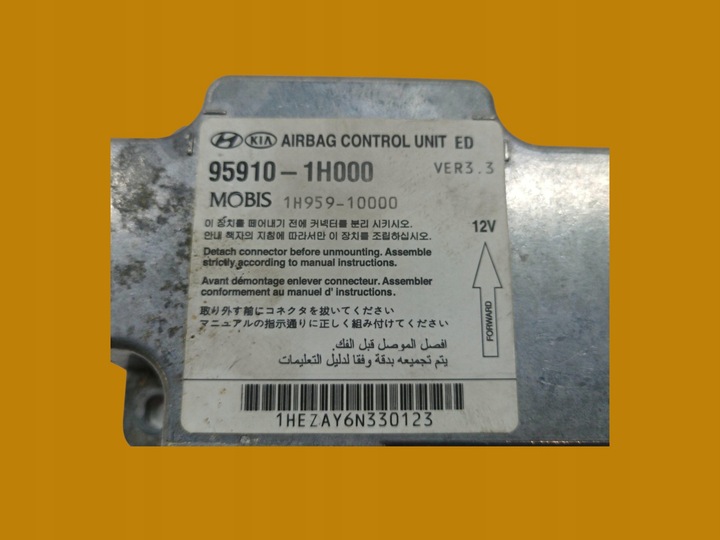 HYUNDAI KIA AIRBAG CONTROL UNIT ED
95910-1H000 VER3.3
MOBIS 1H959-10000
이 장치를 떼어내기 전에 커넥터를 분리 시키시오.
안내 책자의 지침에 따라서만 이 장치를 조립하십시오.
12V
Detach connector before unmounting. Assemble
strictly according to manual instructions.
Avant démontage enlever connecteur. Assembler
conformement au manuel d' instructions.
FORWARD
取り外す前にコネクタを抜いてください
マニュアルの指示通りに正しく組み付けてください
افصل الموصل قبل الفك.
يتم تجميعه بدقة وفقا لدليل التعليمات
1HEZAY6N330123